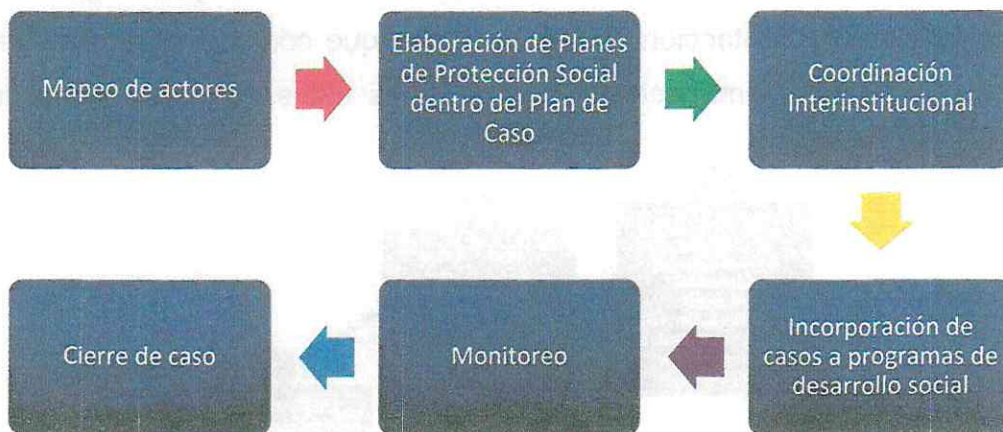 Mapeo de actores
Elaboración de Planes
de Protección Social
dentro del Plan de
Caso
Coordinación
Interinstitucional
Incorporación de
casos a programas de
desarrollo social
Monitoreo
Cierre de caso